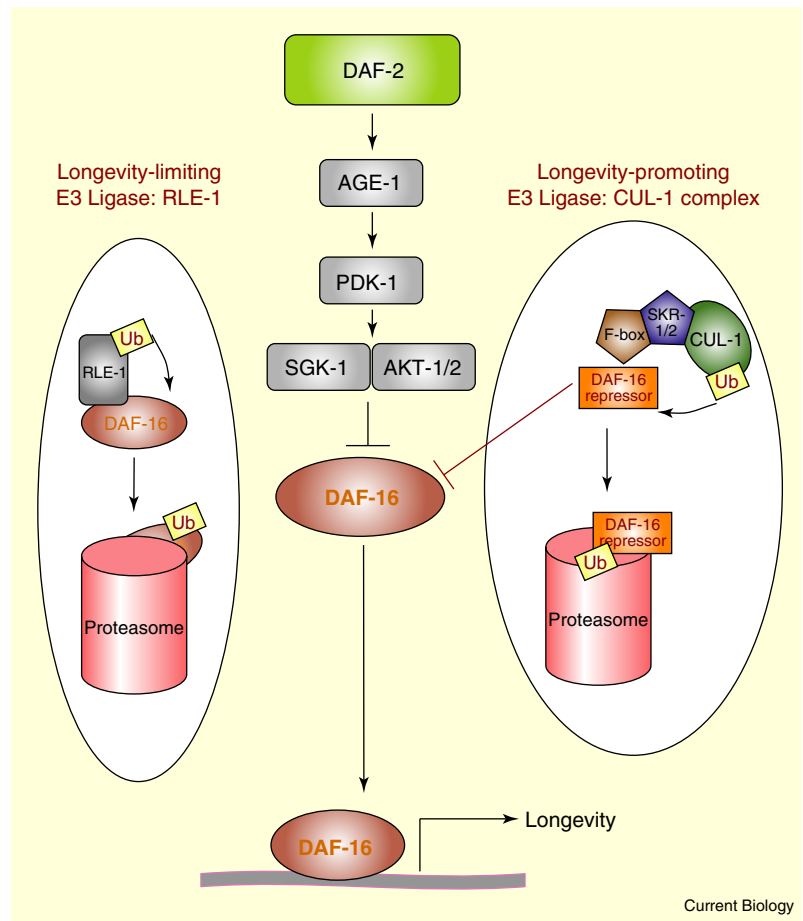 DAF-2
Longevity-limiting
E3 Ligase: RLE-1
AGE-1
Longevity-promoting
E3 Ligase: CUL-1 complex
PDK-1
SGK-1
AKT-1/2
Ub
RLE-1
DAF-16
F-box
SKR-
1/2
CUL-1
Ub
DAF-16
repressor
DAF-16
Ub
Proteasome
DAF-16
repressor
Ub
Proteasome
DAF-16
Longevity
Current Biology